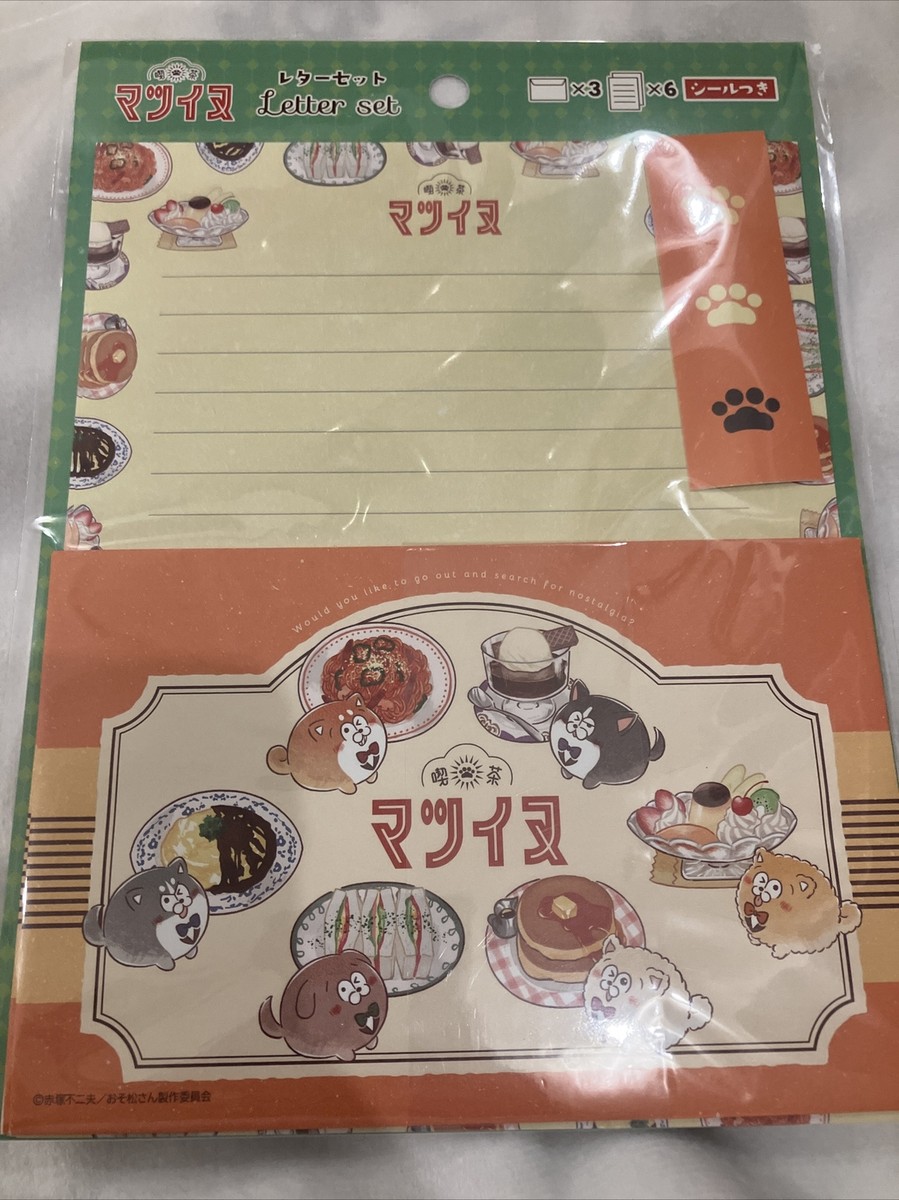 喫茶
マツイヌ
レターセット
Letter set
×3
×6
シールつき
喫茶
マツイヌ
Would you like to go out and search for nostalgia?
喫茶
マツイヌ
©赤塚不二夫／おそ松さん製作委員会